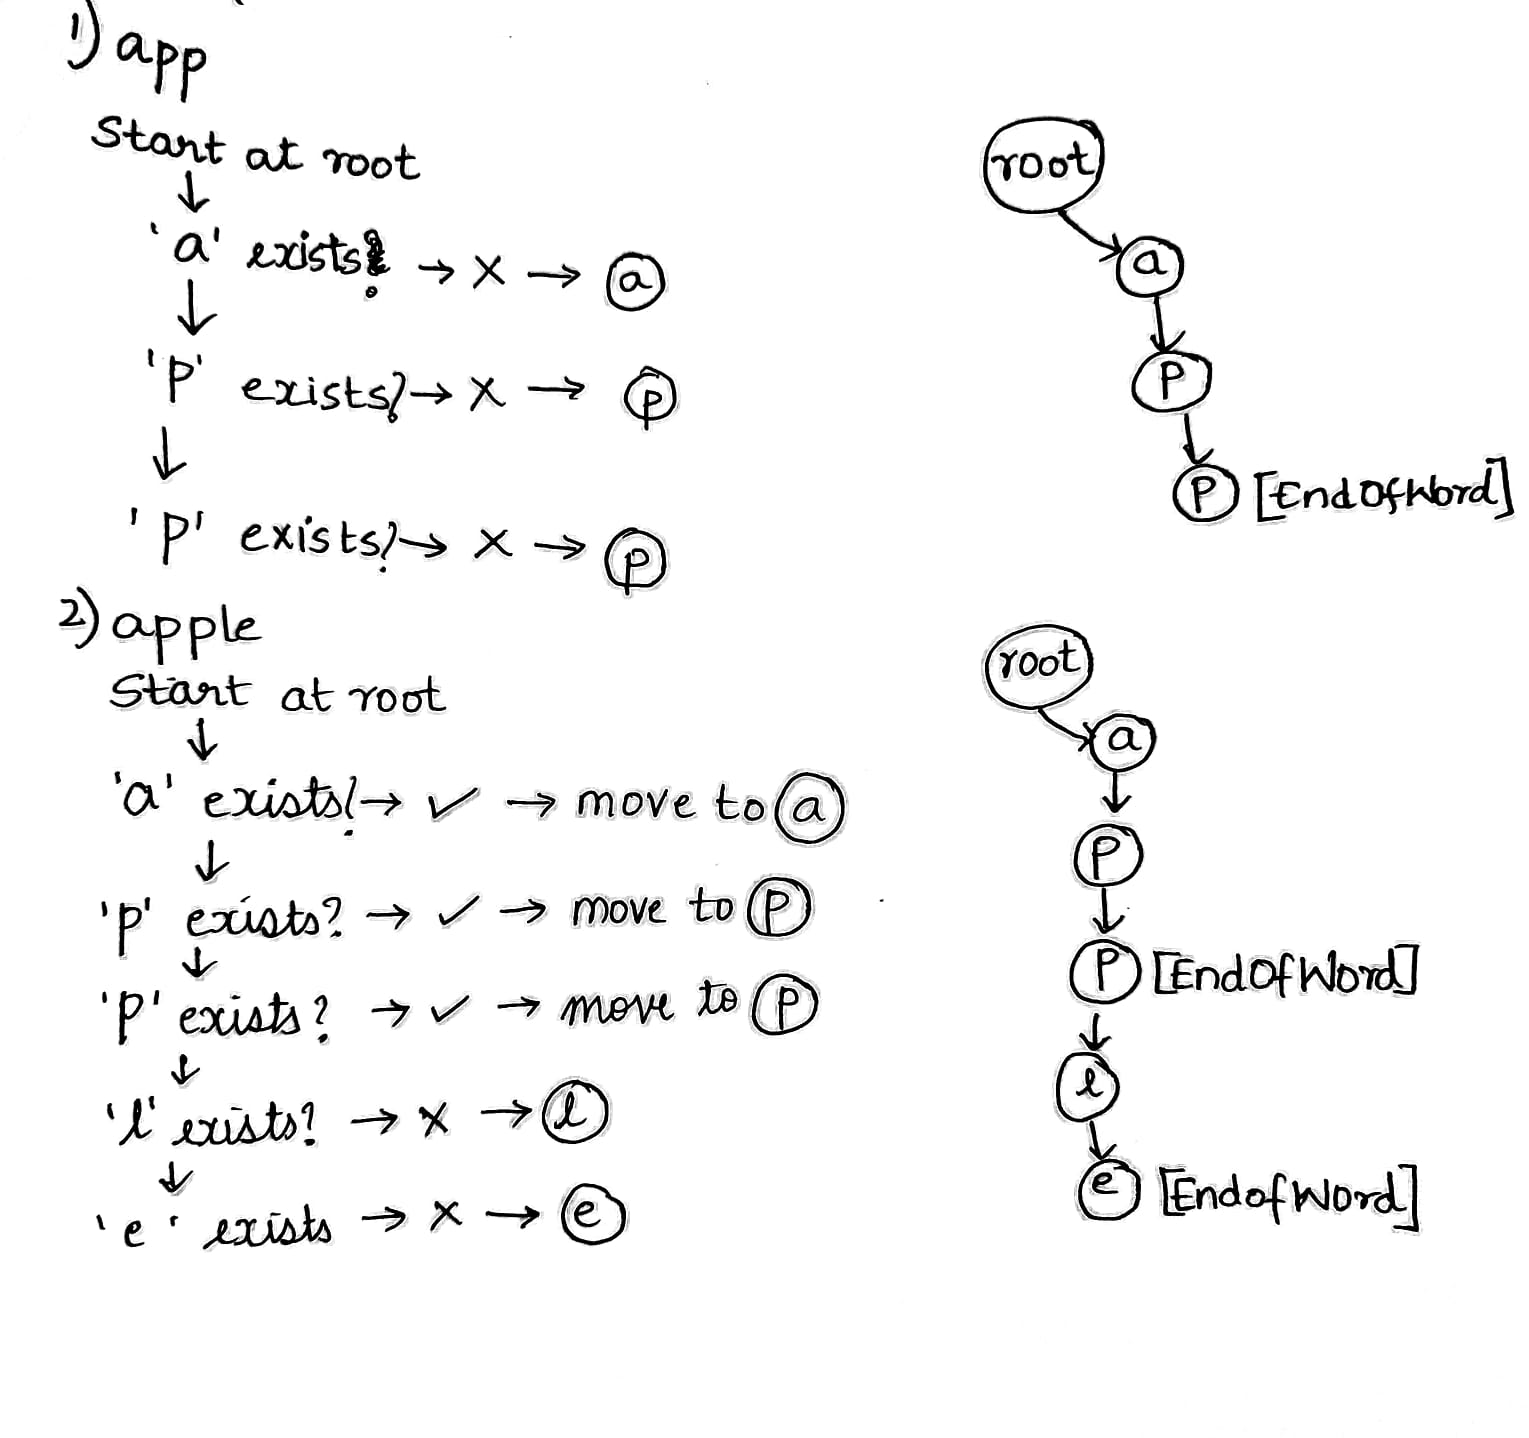 1) app
Start at root
↓
'a' exists? → X → a
↓
'p' exists? → X → p
↓
'p' exists? → X → p
root
a
P
P [EndOfWord]
2) apple
Start at root
↓
'a' exists? → ✓ → move to a
↓
'p' exists? → ✓ → move to P
↓
'p' exists? → ✓ → move to P
↓
'l' exists? → X → l
↓
'e' exists → X → e
root
a
P
P [EndOfWord]
l
e [EndofWord]